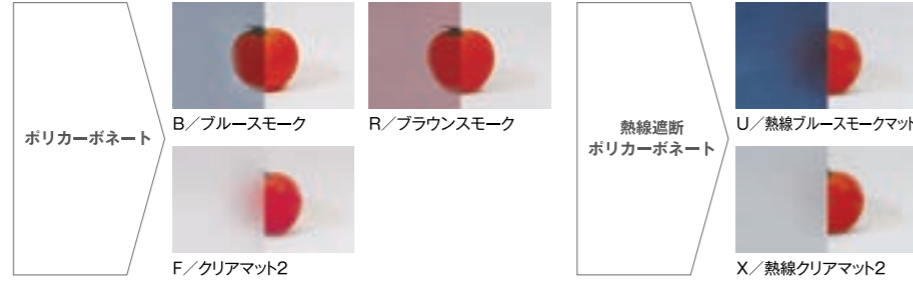 ポリカーボネート
B／ブルースモーク
R／ブラウンスモーク
F／クリアマット2
熱線遮断
ポリカーボネート
U／熱線ブルースモークマット
X／熱線クリアマット2